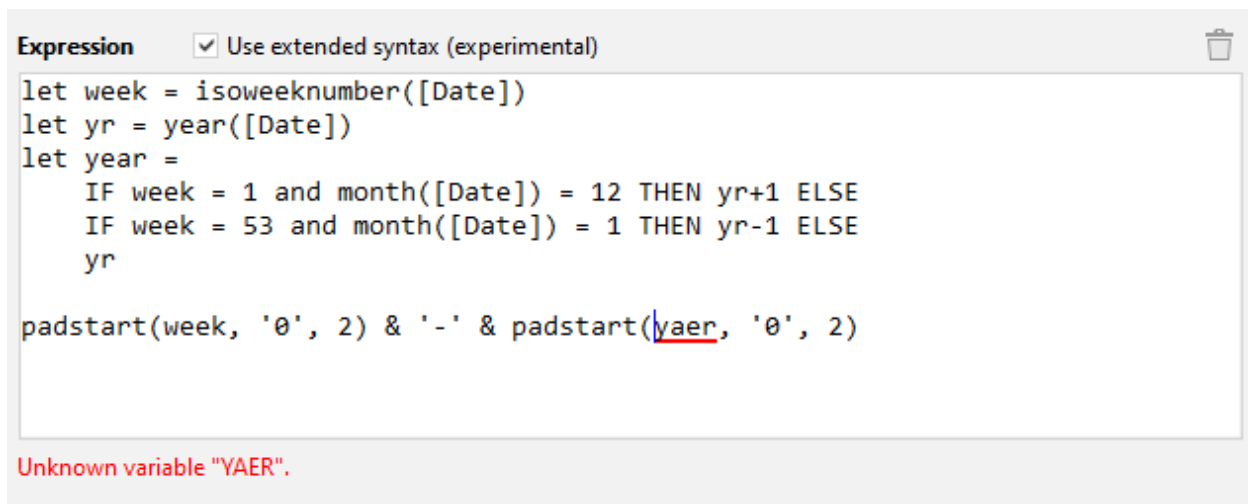 Expression Use extended syntax (experimental)
let week = isoweeknumber([Date])
let yr = year([Date])
let year =
    IF week = 1 and month([Date]) = 12 THEN yr+1 ELSE
    IF week = 53 and month([Date]) = 1 THEN yr-1 ELSE
    yr
padstart(week, '0', 2) & '-' & padstart(yaer, '0', 2)
Unknown variable "YAER".